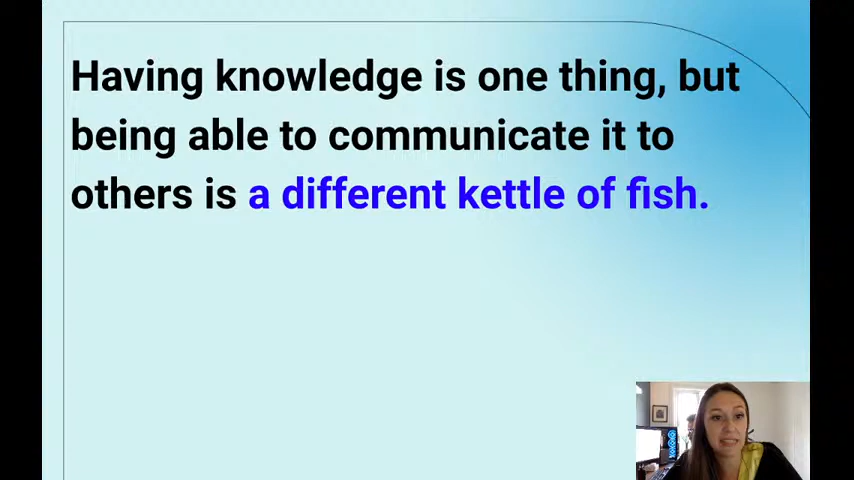 Having knowledge is one thing, but
being able to communicate it to
others is a different kettle of fish.